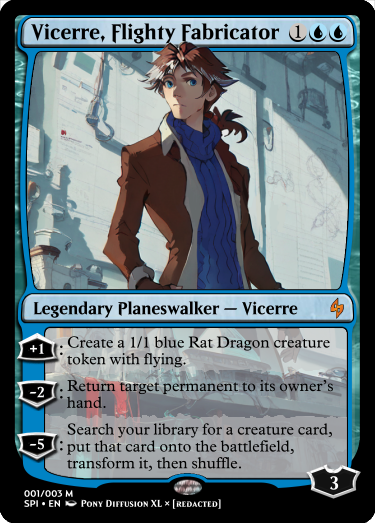 Vicerre, Flighty Fabricator 1
Legendary Planeswalker — Vicerre
+1: Create a 1/1 blue Rat Dragon creature
token with flying.
-2: Return target permanent to its owner's
hand.
-5: Search your library for a creature card,
put that card onto the battlefield,
transform it, then shuffle.
3
001/003 M
SPI • EN Pony Diffusion XL × [redacted]